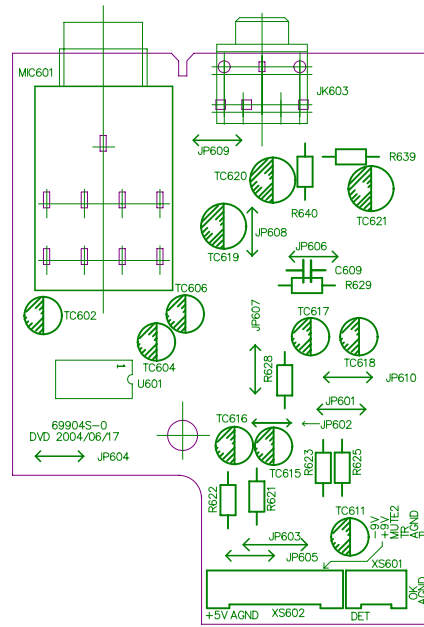 MIC601
JK603
JP609
R639
TC620
R640
TC621
JP608
TC619
JP606
C609
R629
TC606
TC602
JP607
TC617
TC604
TC618
R628
JP610
1
U601
JP601
69904S-0
TC616
JP602
DVD 2004/06/17
JP604
TC615
R623
R625
R622
R621
TC611
-9V
+9V
MUTE2
TR
AGND
JP603
JP605
XS601
OK
AGND
+5V AGND
XS602
DET